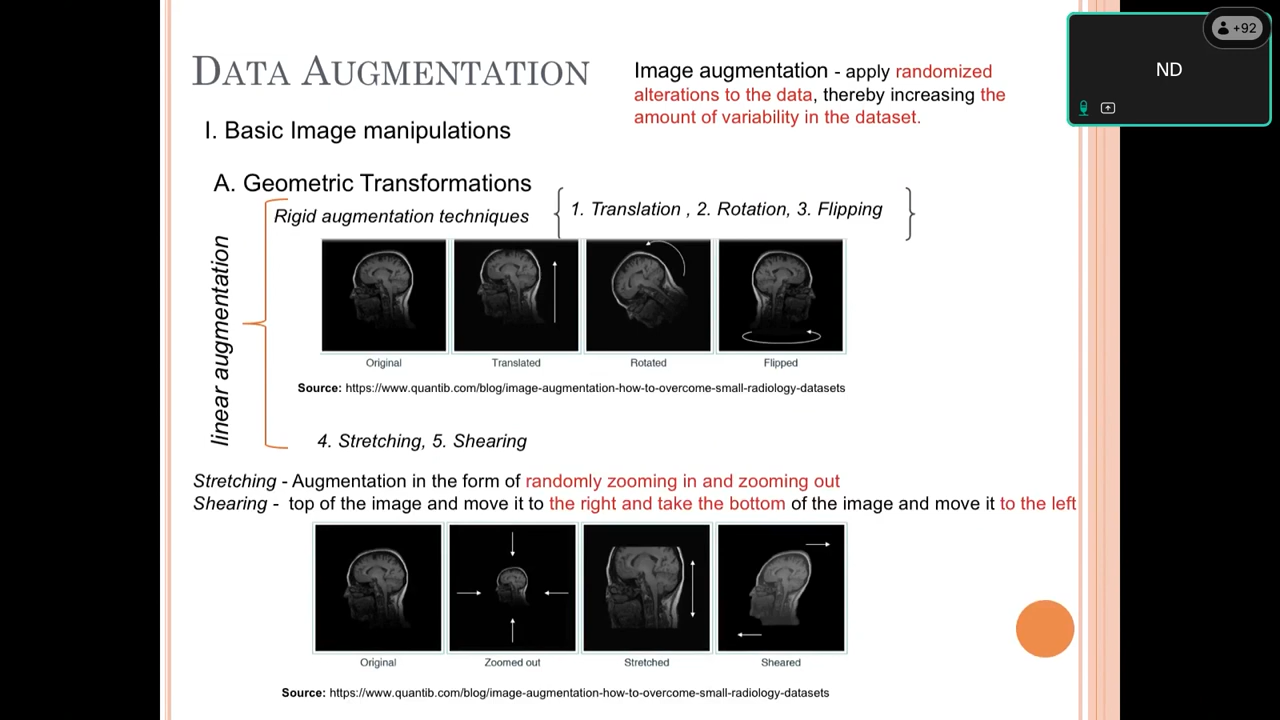 DATA AUGMENTATION
Image augmentation - apply randomized
alterations to the data, thereby increasing the
amount of variability in the dataset.
+92
ND
I. Basic Image manipulations
A. Geometric Transformations
Rigid augmentation techniques
1. Translation , 2. Rotation, 3. Flipping
linear augmentation
Original
Translated
Rotated
Flipped
Source: https://www.quantib.com/blog/image-augmentation-how-to-overcome-small-radiology-datasets
4. Stretching, 5. Shearing
Stretching - Augmentation in the form of randomly zooming in and zooming out
Shearing - top of the image and move it to the right and take the bottom of the image and move it to the left
Original
Zoomed out
Stretched
Sheared
Source: https://www.quantib.com/blog/image-augmentation-how-to-overcome-small-radiology-datasets